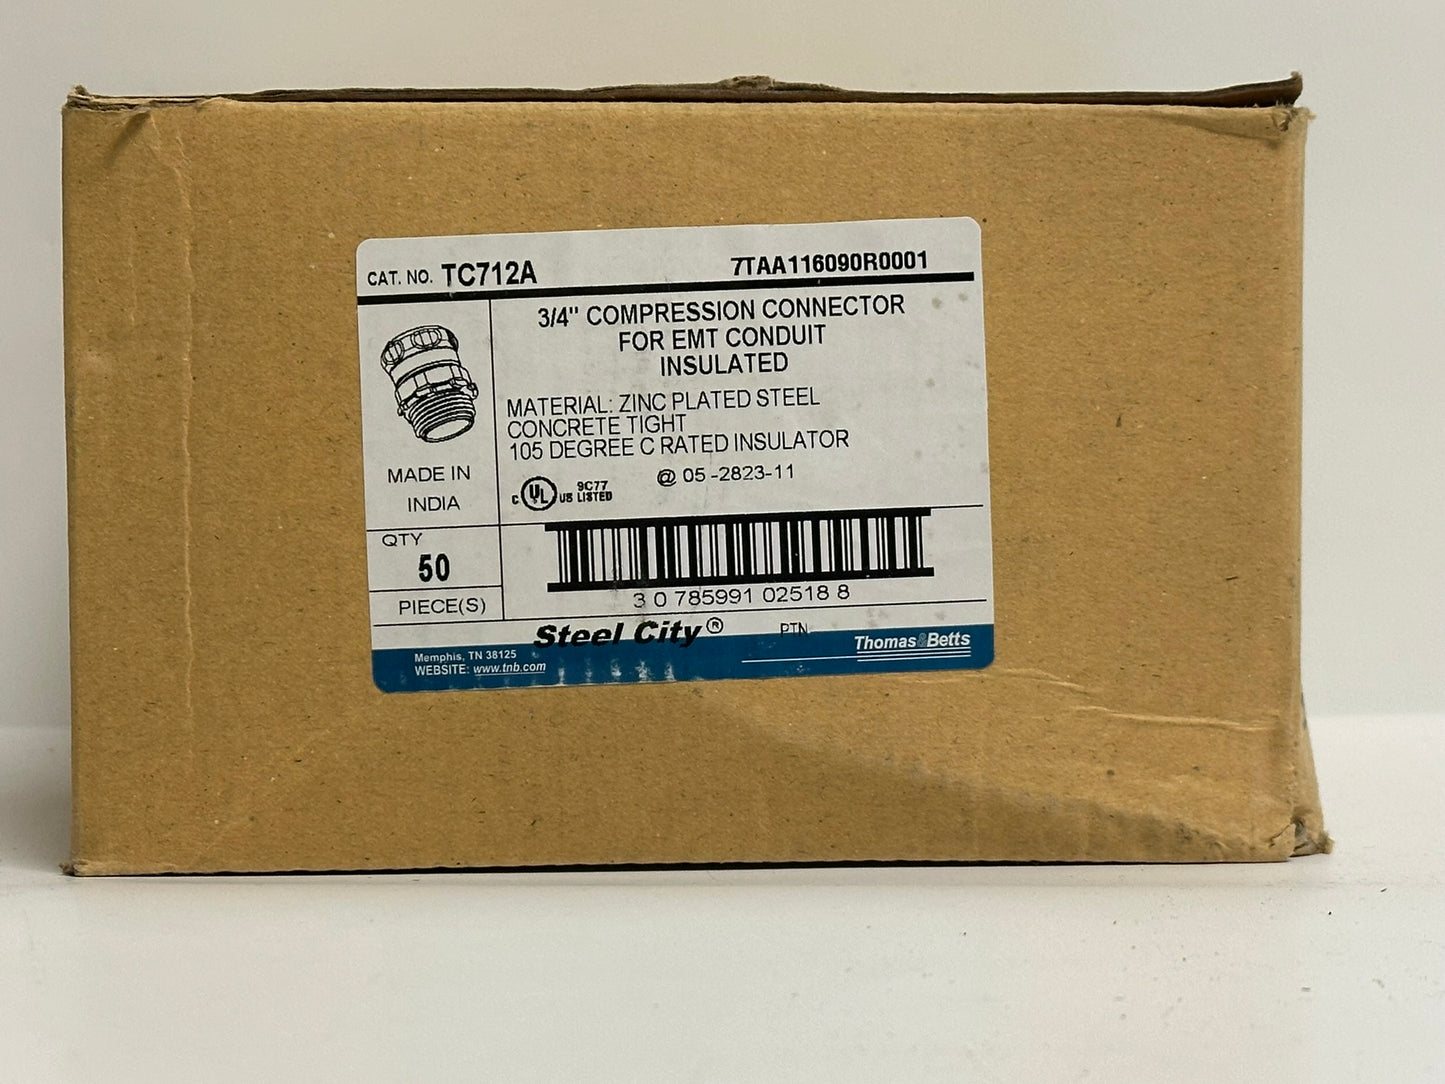 CAT. NO. TC712A 7TAA116090R0001
3/4" COMPRESSION CONNECTOR
FOR EMT CONDUIT
INSULATED
MATERIAL: ZINC PLATED STEEL
CONCRETE TIGHT
105 DEGREE C RATED INSULATOR
@ 05-2823-11
C UL US 9C77 LISTED
MADE IN
INDIA
QTY
50
PIECE(S)
3 0 785991 02518 8
Steel City® PTN
Thomas&Betts
Memphis, TN 38125
WEBSITE: www.tnb.com